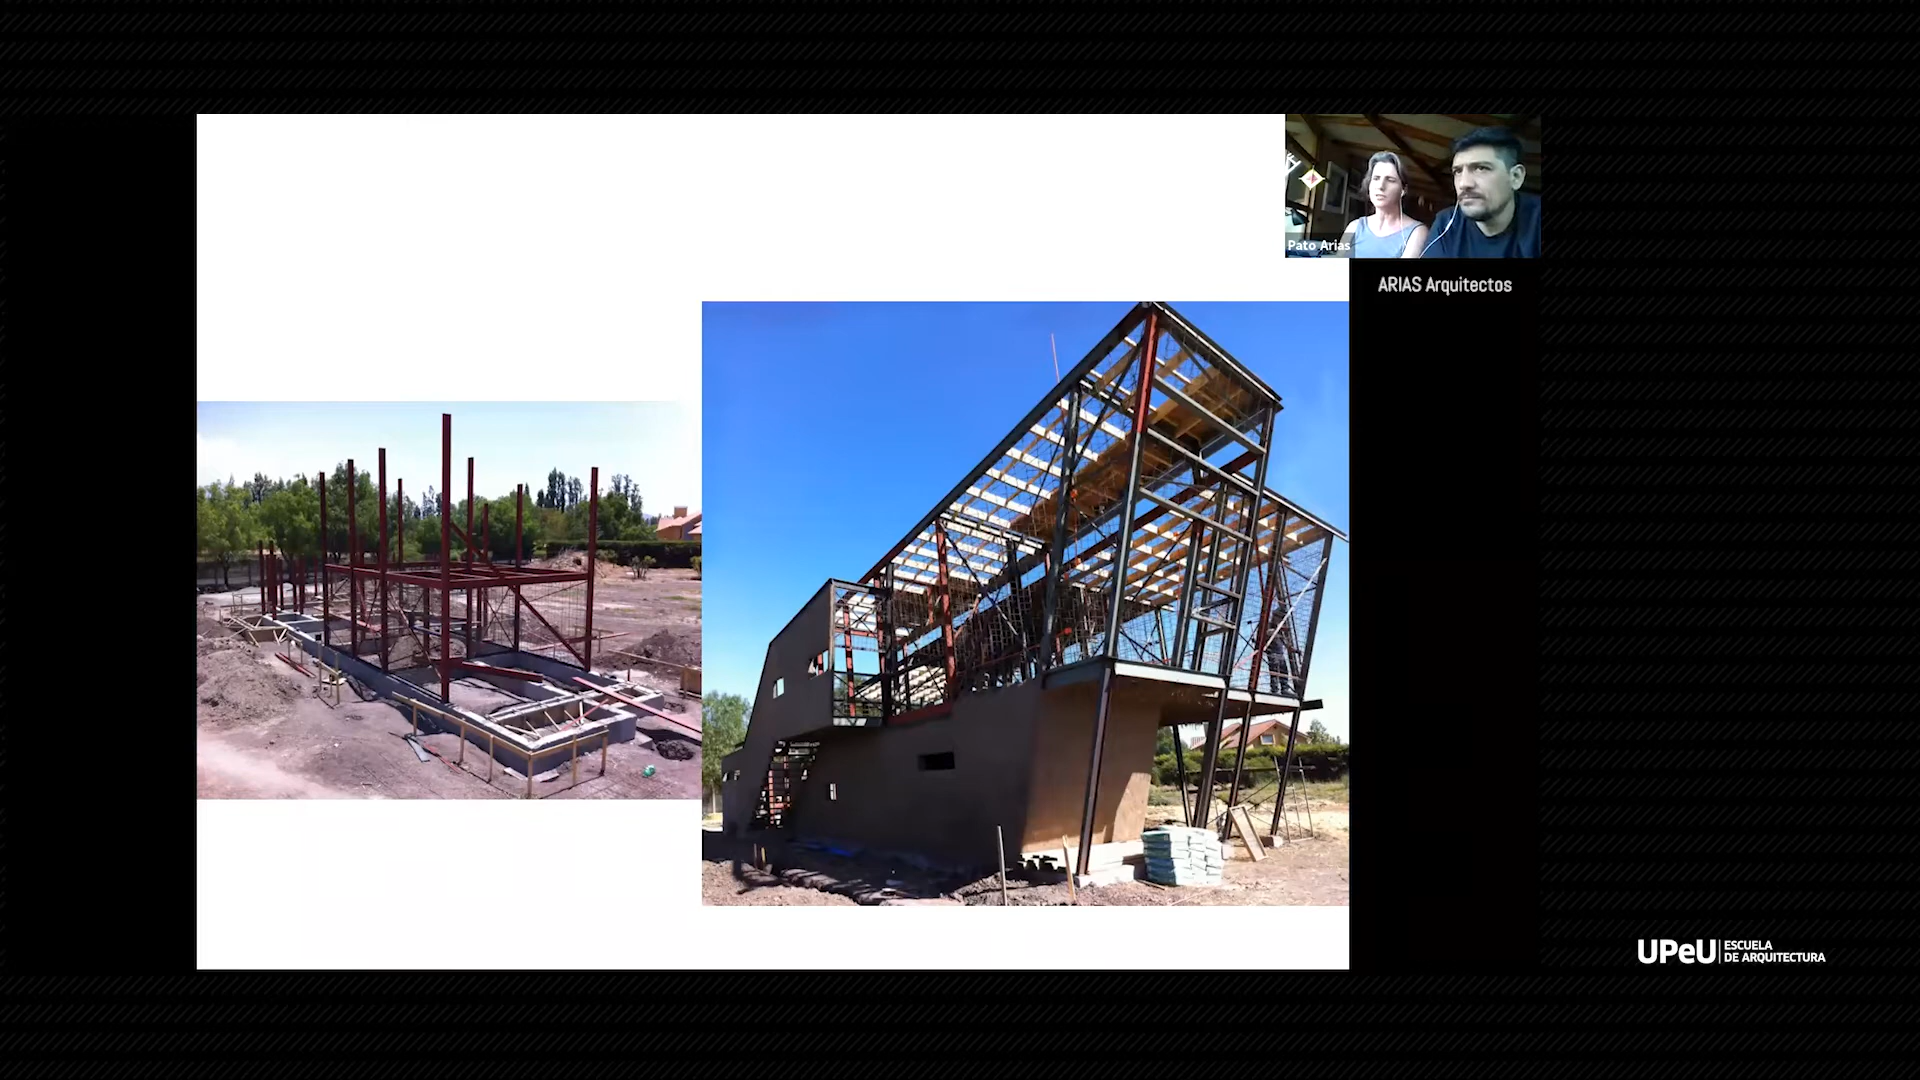 Pato Arias
ARIAS Arquitectos
UPeU
ESCUELA
DE ARQUITECTURA